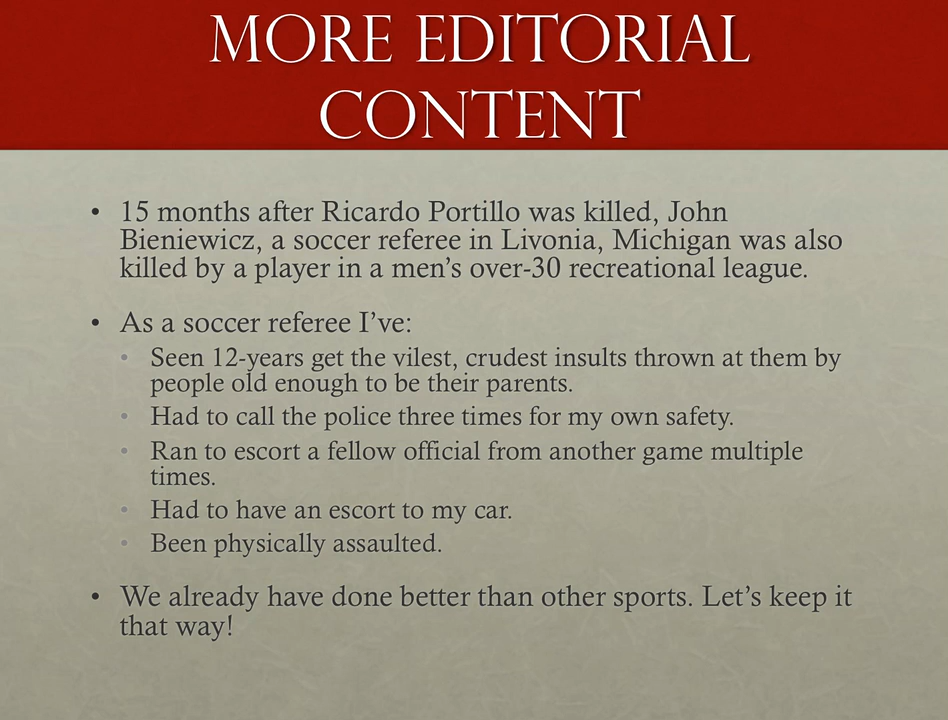 MORE EDITORIAL
CONTENT
• 15 months after Ricardo Portillo was killed, John
Bieniewicz, a soccer referee in Livonia, Michigan was also
killed by a player in a men’s over-30 recreational league.
• As a soccer referee I’ve:
• Seen 12-years get the vilest, crudest insults thrown at them by
people old enough to be their parents.
• Had to call the police three times for my own safety.
• Ran to escort a fellow official from another game multiple
times.
• Had to have an escort to my car.
• Been physically assaulted.
• We already have done better than other sports. Let’s keep it
that way!